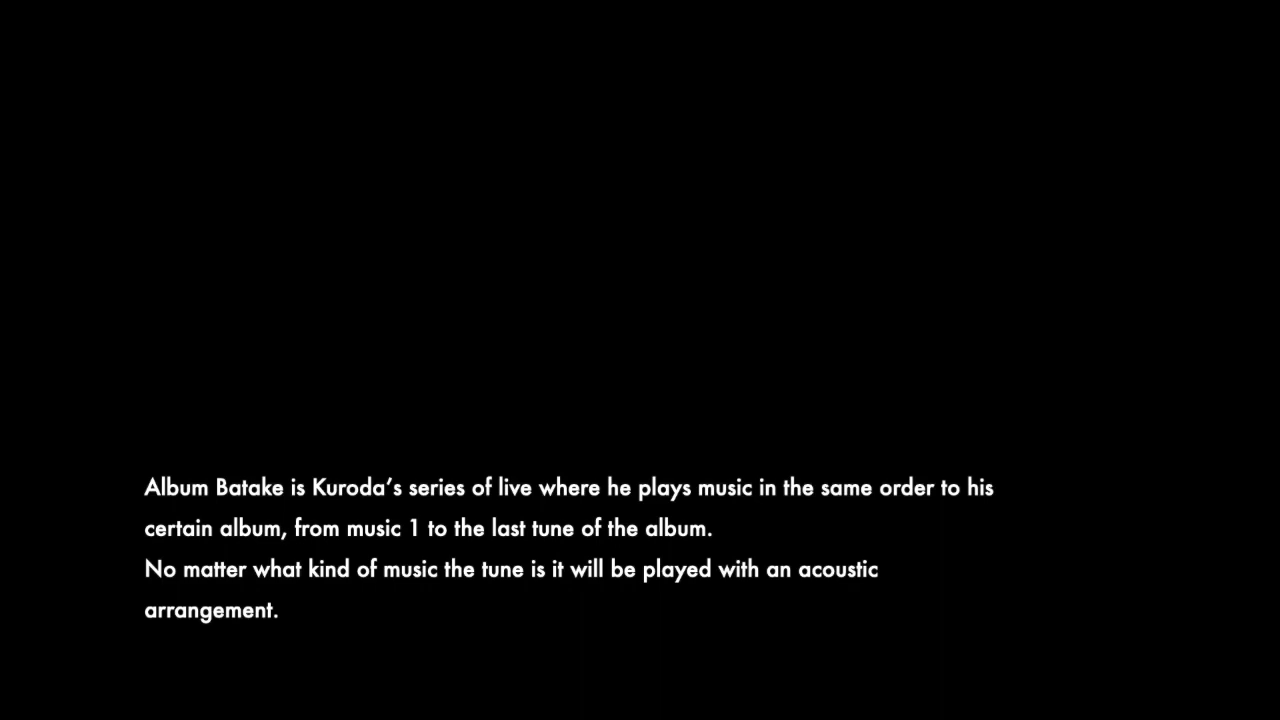 Album Batake is Kuroda’s series of live where he plays music in the same order to his
certain album, from music 1 to the last tune of the album.
No matter what kind of music the tune is it will be played with an acoustic
arrangement.